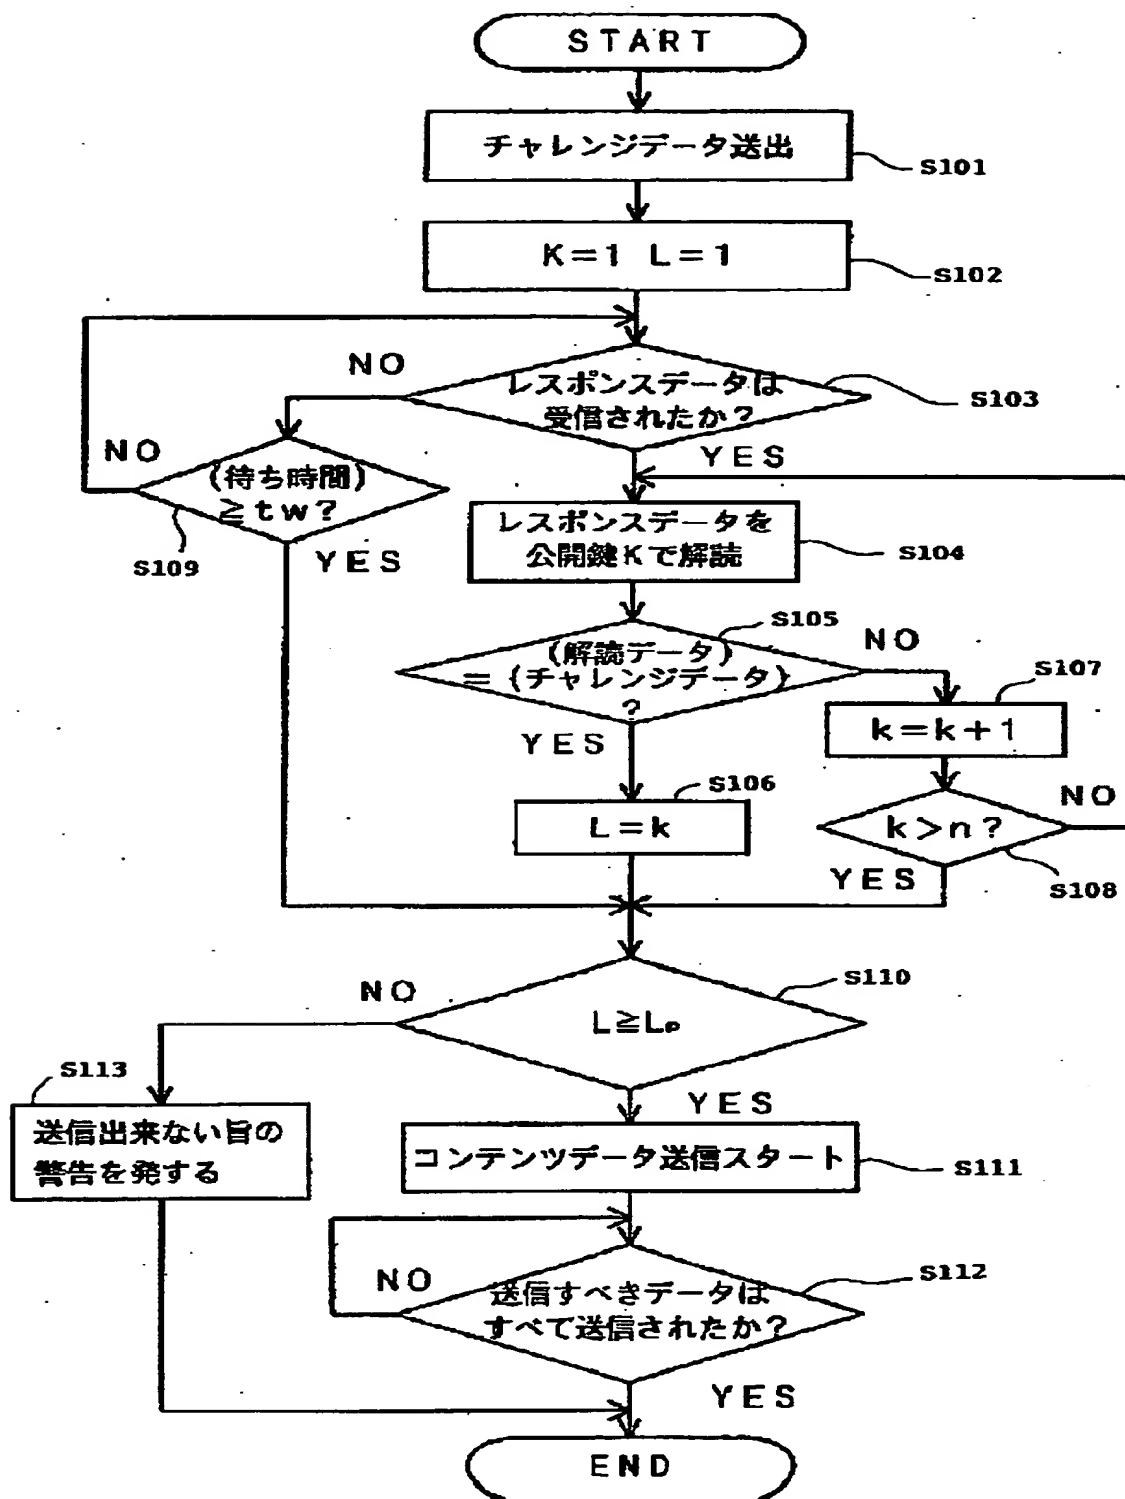 START
チャレンジデータ送出
S101
K=1 L=1
S102
NO
レスポンスデータは
受信されたか?
S103
YES
NO
(待ち時間)
≧tw?
S109
YES
レスポンスデータを
公開鍵Kで解読
S104
S105
(解読データ)
=(チャレンジデータ)
?
NO
YES
S107
k=k+1
S106
L=k
k>n?
NO
YES
S108
S110
NO
L≧LP
YES
S113
送信出来ない旨の
警告を発する
コンテンツデータ送信スタート
S111
NO
送信すべきデータは
すべて送信されたか?
S112
YES
END